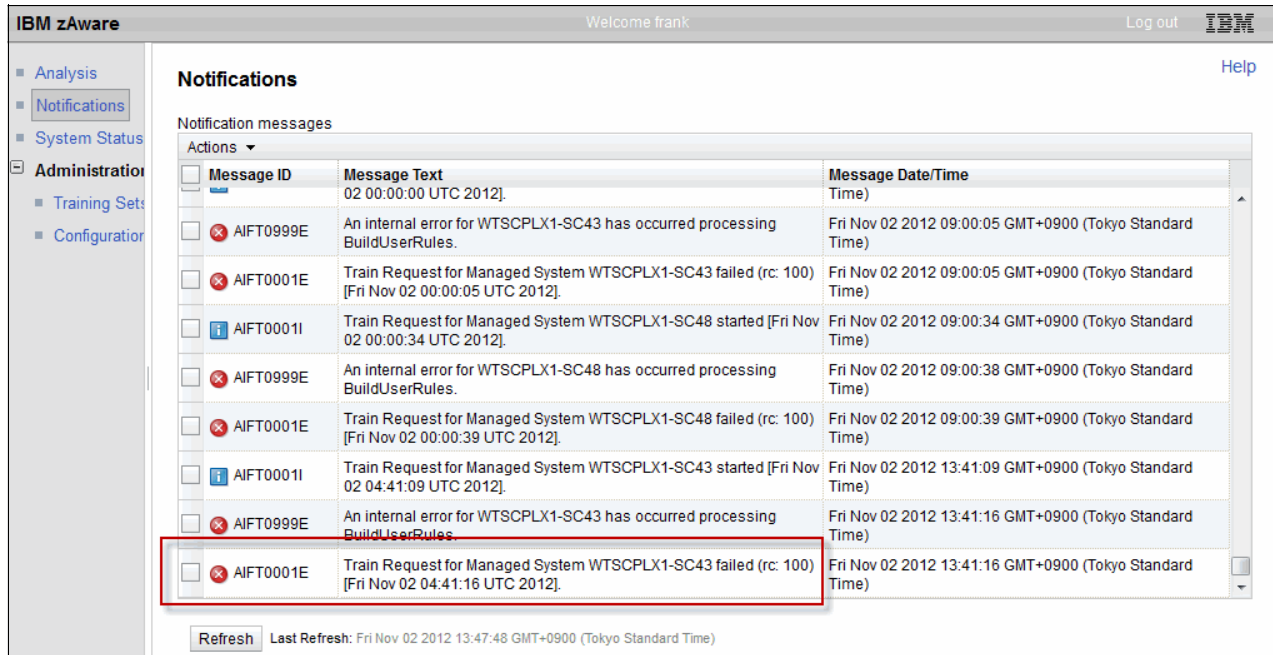 IBM zAware Welcome frank Log out IBM
Analysis
Notifications
System Status
Administration
Training Sets
Configuration
Help
Notifications
Notification messages
Actions
Message ID Message Text Message Date/Time
02 00:00:00 UTC 2012]. Time)
AIFT0999E An internal error for WTSCPLX1-SC43 has occurred processing Fri Nov 02 2012 09:00:05 GMT+0900 (Tokyo Standard
BuildUserRules. Time)
AIFT0001E Train Request for Managed System WTSCPLX1-SC43 failed (rc: 100) Fri Nov 02 2012 09:00:05 GMT+0900 (Tokyo Standard
[Fri Nov 02 00:00:05 UTC 2012]. Time)
AIFT0001I Train Request for Managed System WTSCPLX1-SC48 started [Fri Nov Fri Nov 02 2012 09:00:34 GMT+0900 (Tokyo Standard
02 00:00:34 UTC 2012]. Time)
AIFT0999E An internal error for WTSCPLX1-SC48 has occurred processing Fri Nov 02 2012 09:00:38 GMT+0900 (Tokyo Standard
BuildUserRules. Time)
AIFT0001E Train Request for Managed System WTSCPLX1-SC48 failed (rc: 100) Fri Nov 02 2012 09:00:39 GMT+0900 (Tokyo Standard
[Fri Nov 02 00:00:39 UTC 2012]. Time)
AIFT0001I Train Request for Managed System WTSCPLX1-SC43 started [Fri Nov Fri Nov 02 2012 13:41:09 GMT+0900 (Tokyo Standard
02 04:41:09 UTC 2012]. Time)
AIFT0999E An internal error for WTSCPLX1-SC43 has occurred processing Fri Nov 02 2012 13:41:16 GMT+0900 (Tokyo Standard
BuildUserRules. Time)
AIFT0001E Train Request for Managed System WTSCPLX1-SC43 failed (rc: 100) Fri Nov 02 2012 13:41:16 GMT+0900 (Tokyo Standard
[Fri Nov 02 04:41:16 UTC 2012]. Time)
Refresh Last Refresh: Fri Nov 02 2012 13:47:48 GMT+0900 (Tokyo Standard Time)